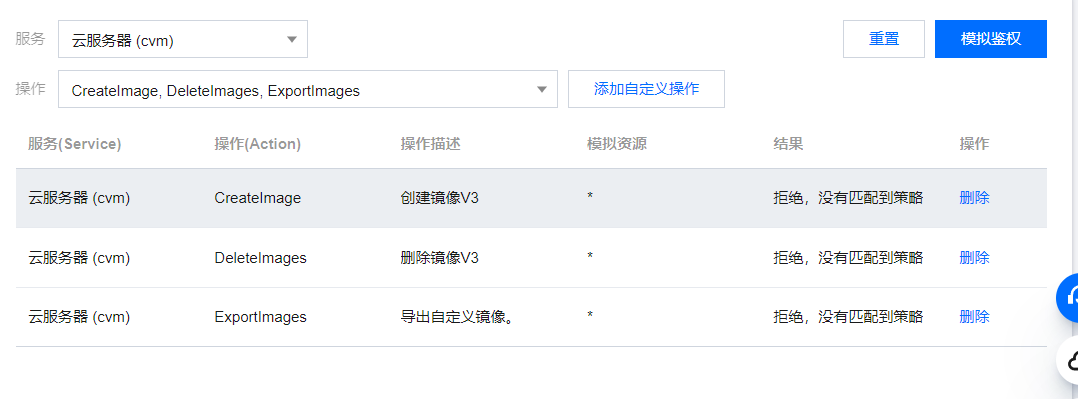 服务 云服务器 (cvm) 重置 模拟鉴权
操作 CreateImage, DeleteImages, ExportImages 添加自定义操作
服务(Service) 操作(Action) 操作描述 模拟资源 结果 操作
云服务器 (cvm) CreateImage 创建镜像V3 * 拒绝，没有匹配到策略 删除
云服务器 (cvm) DeleteImages 删除镜像V3 * 拒绝，没有匹配到策略 删除
云服务器 (cvm) ExportImages 导出自定义镜像。 * 拒绝，没有匹配到策略 删除